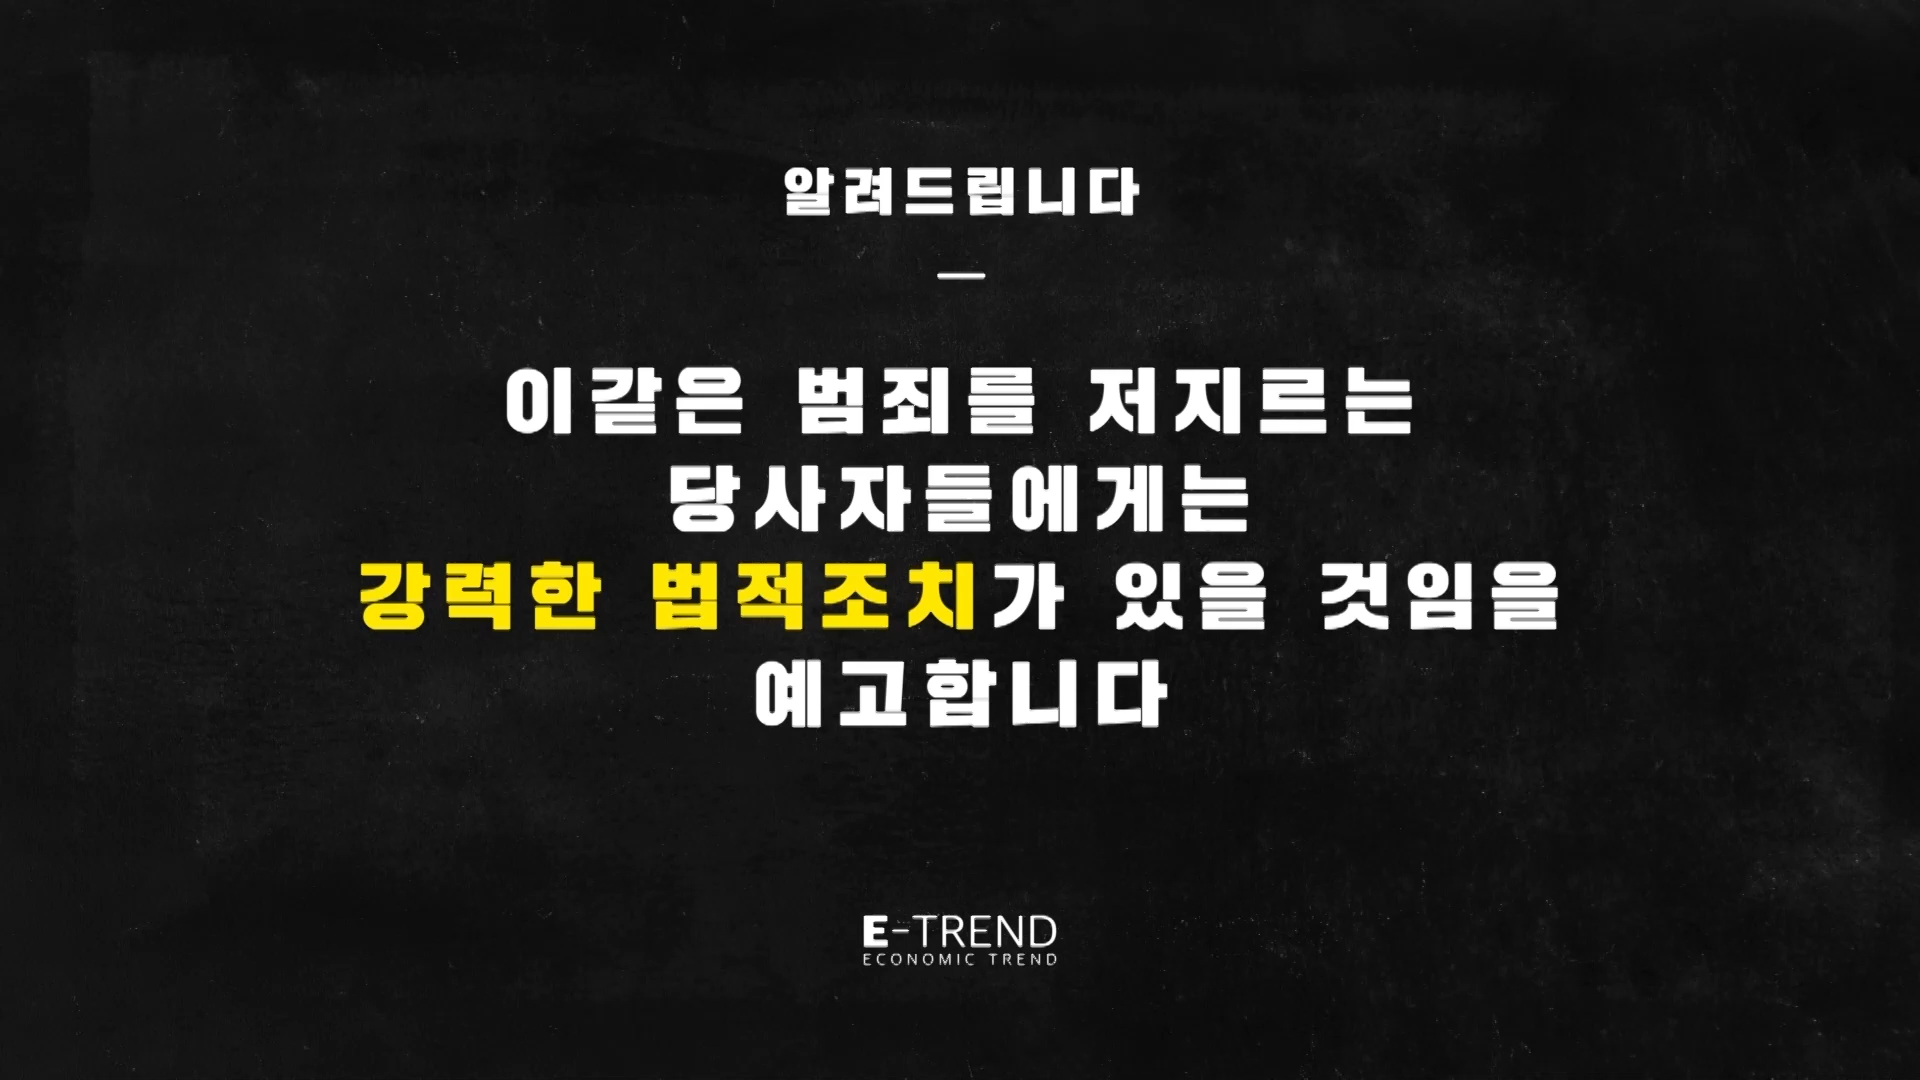 알려드립니다
이같은 범죄를 저지르는
당사자들에게는
강력한 법적조치가 있을 것임을
예고합니다
E-TREND
ECONOMIC TREND